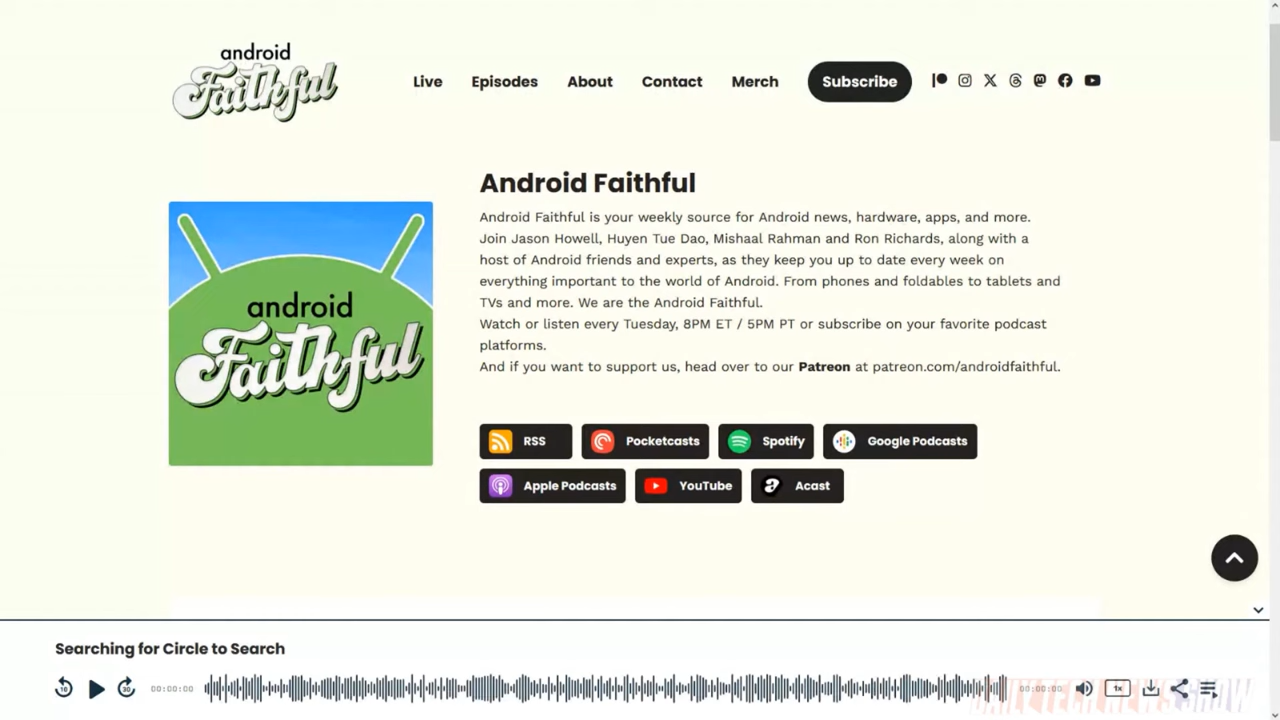 android
Faithful
Live
Episodes
About
Contact
Merch
Subscribe
Android Faithful
Android Faithful is your weekly source for Android news, hardware, apps, and more.
Join Jason Howell, Huyen Tue Dao, Mishaal Rahman and Ron Richards, along with a
host of Android friends and experts, as they keep you up to date every week on
everything important to the world of Android. From phones and foldables to tablets and
TVs and more. We are the Android Faithful.
Watch or listen every Tuesday, 8PM ET / 5PM PT or subscribe on your favorite podcast
platforms.
And if you want to support us, head over to our Patreon at patreon.com/androidfaithful.
android
Faithful
RSS
Pocketcasts
Spotify
Google Podcasts
Apple Podcasts
YouTube
Acast
Searching for Circle to Search
10
30
00:00:00
00:00:00
1x
DAILY TECH NEWS SHOW